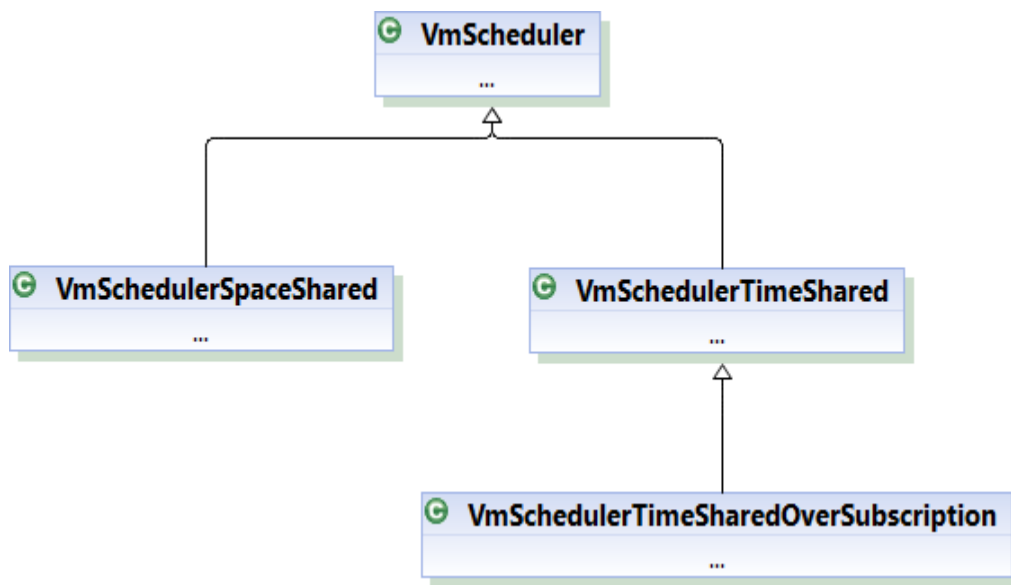 C VmScheduler
...
C VmSchedulerSpaceShared
...
C VmSchedulerTimeShared
...
C VmSchedulerTimeSharedOverSubscription
...